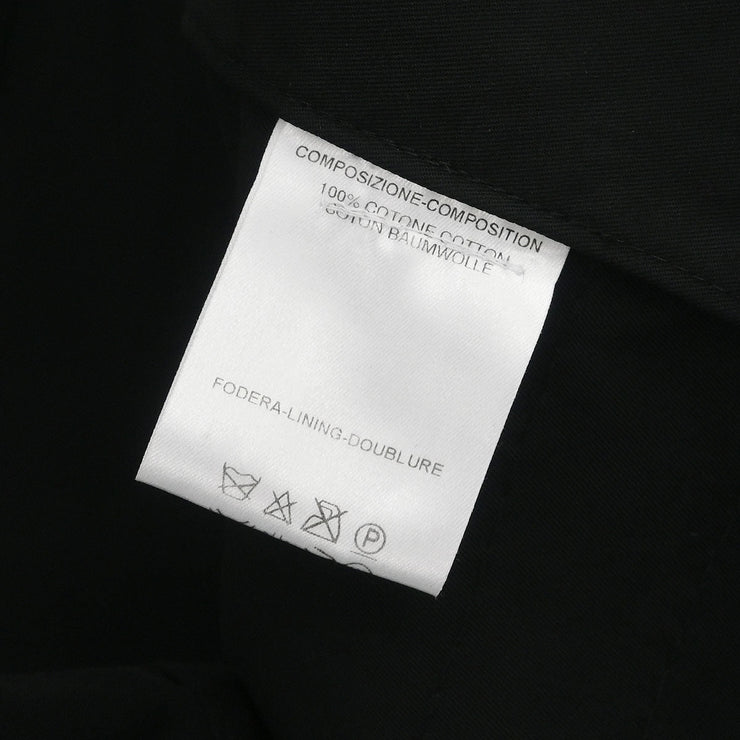 COMPOSIZIONE-COMPOSITION
100% COTONE COTTON
COTON BAUMWOLLE
FODERA-LINING-DOUBLURE
P